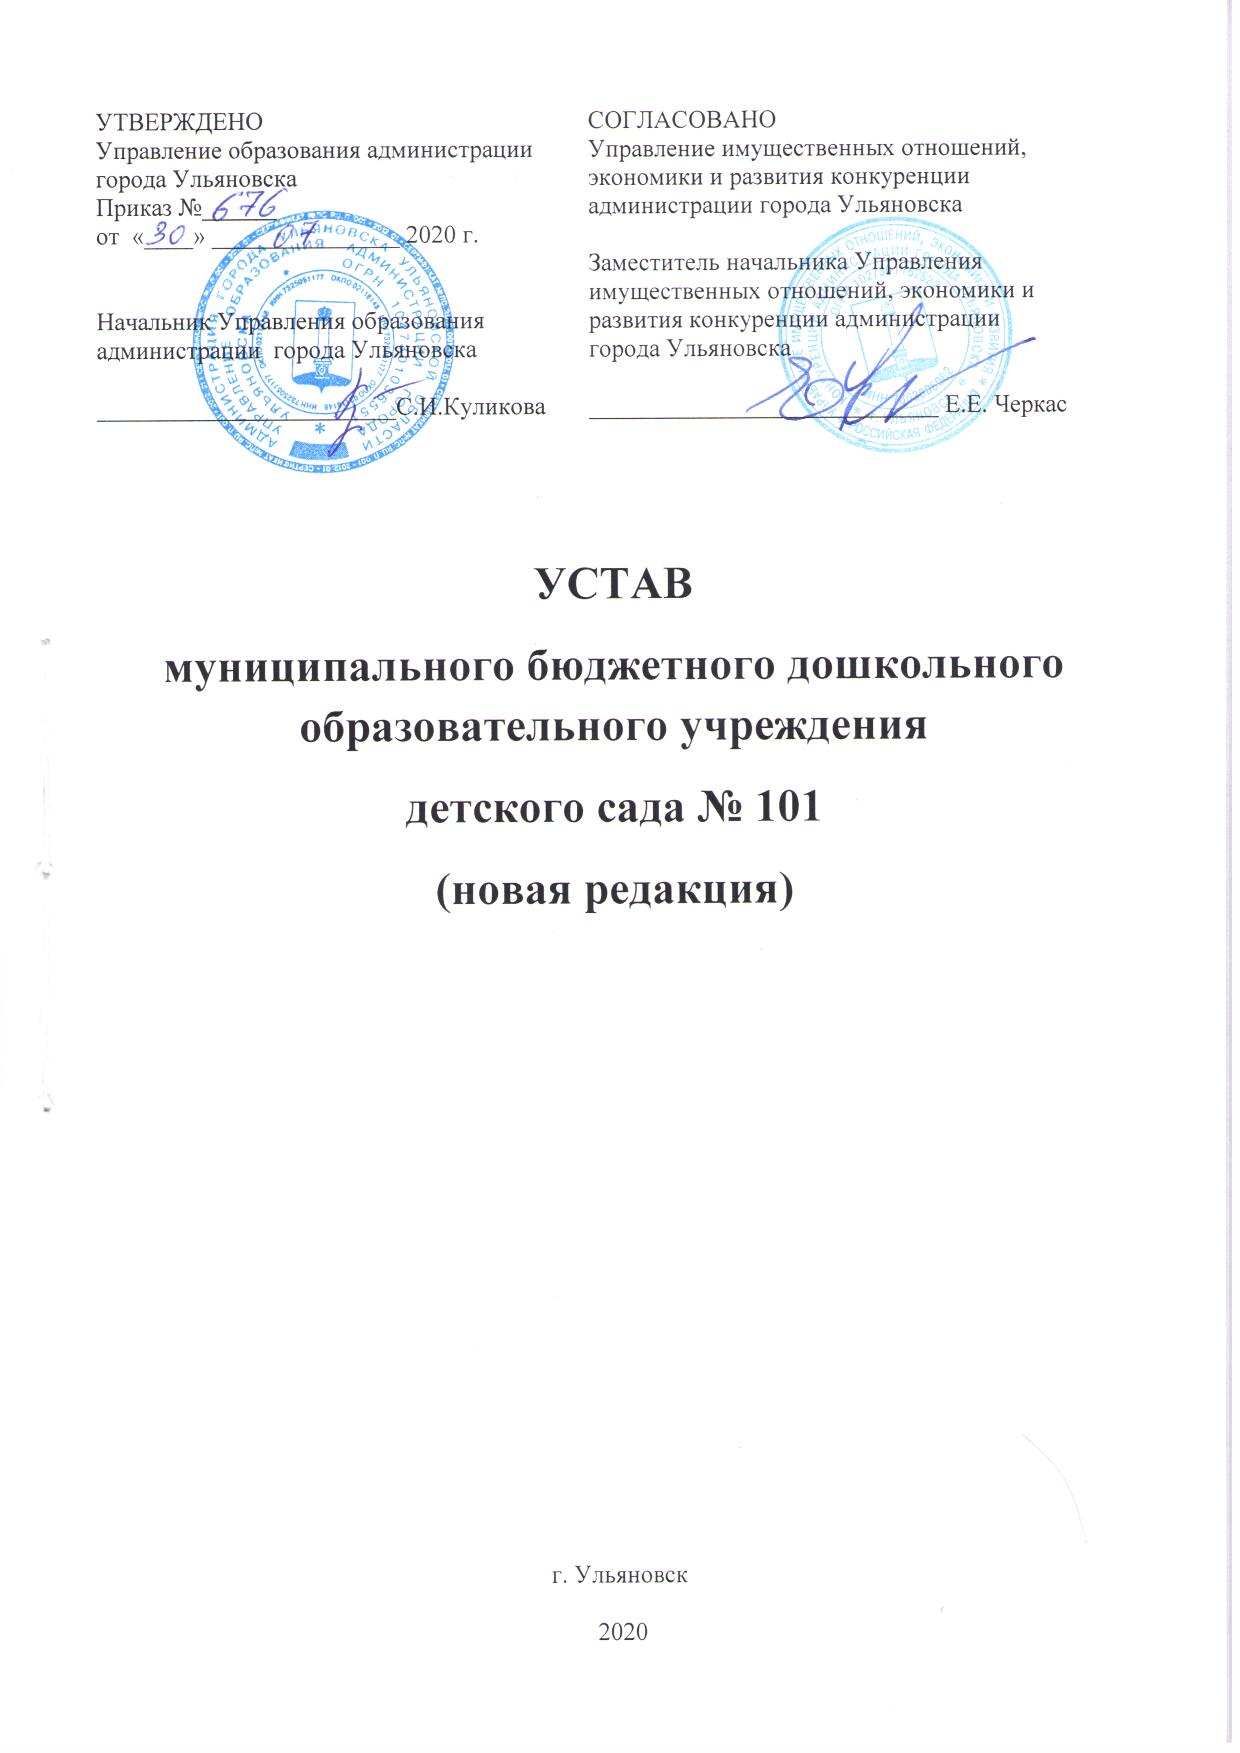 УТВЕРЖДЕНО
Управление образования администрации
города Ульяновска
Приказ № 676
от «30» 07 2020 г.
Начальник Управления образования
администрации города Ульяновска
С.И.Куликова
СОГЛАСОВАНО
Управление имущественных отношений,
экономики и развития конкуренции
администрации города Ульяновска
Заместитель начальника Управления
имущественных отношений, экономики и
развития конкуренции администрации
города Ульяновска
Е.Е. Черкас
УСТАВ
муниципального бюджетного дошкольного
образовательного учреждения
детского сада № 101
(новая редакция)
г. Ульяновск
2020